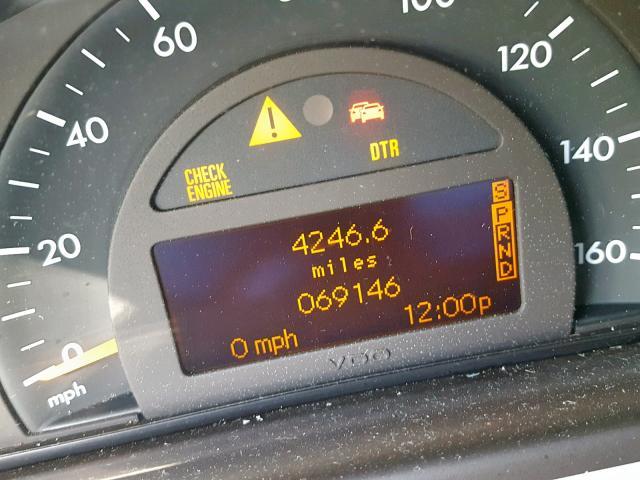 60
100
120
40
140
20
160
0
mph
CHECK
ENGINE
DTR
4246.6
miles
069146
0 mph
12:00p
S
P
R
N
D
VDO